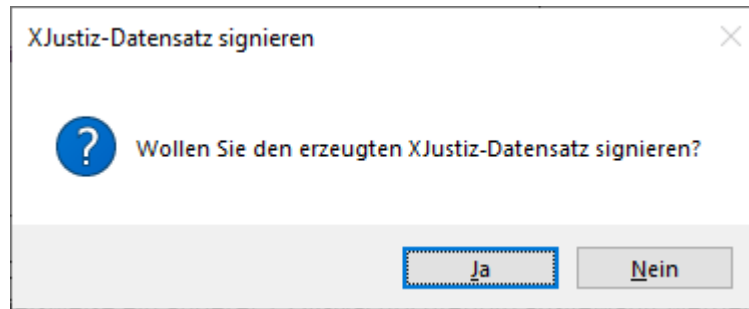 XJustiz-Datensatz signieren
Wollen Sie den erzeugten XJustiz-Datensatz signieren?
Ja
Nein